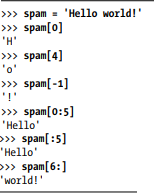 >>> spam = 'Hello world!'
>>> spam[0]
'H'
>>> spam[4]
'o'
>>> spam[-1]
'!'
>>> spam[0:5]
'Hello'
>>> spam[:5]
'Hello'
>>> spam[6:]
'world!'